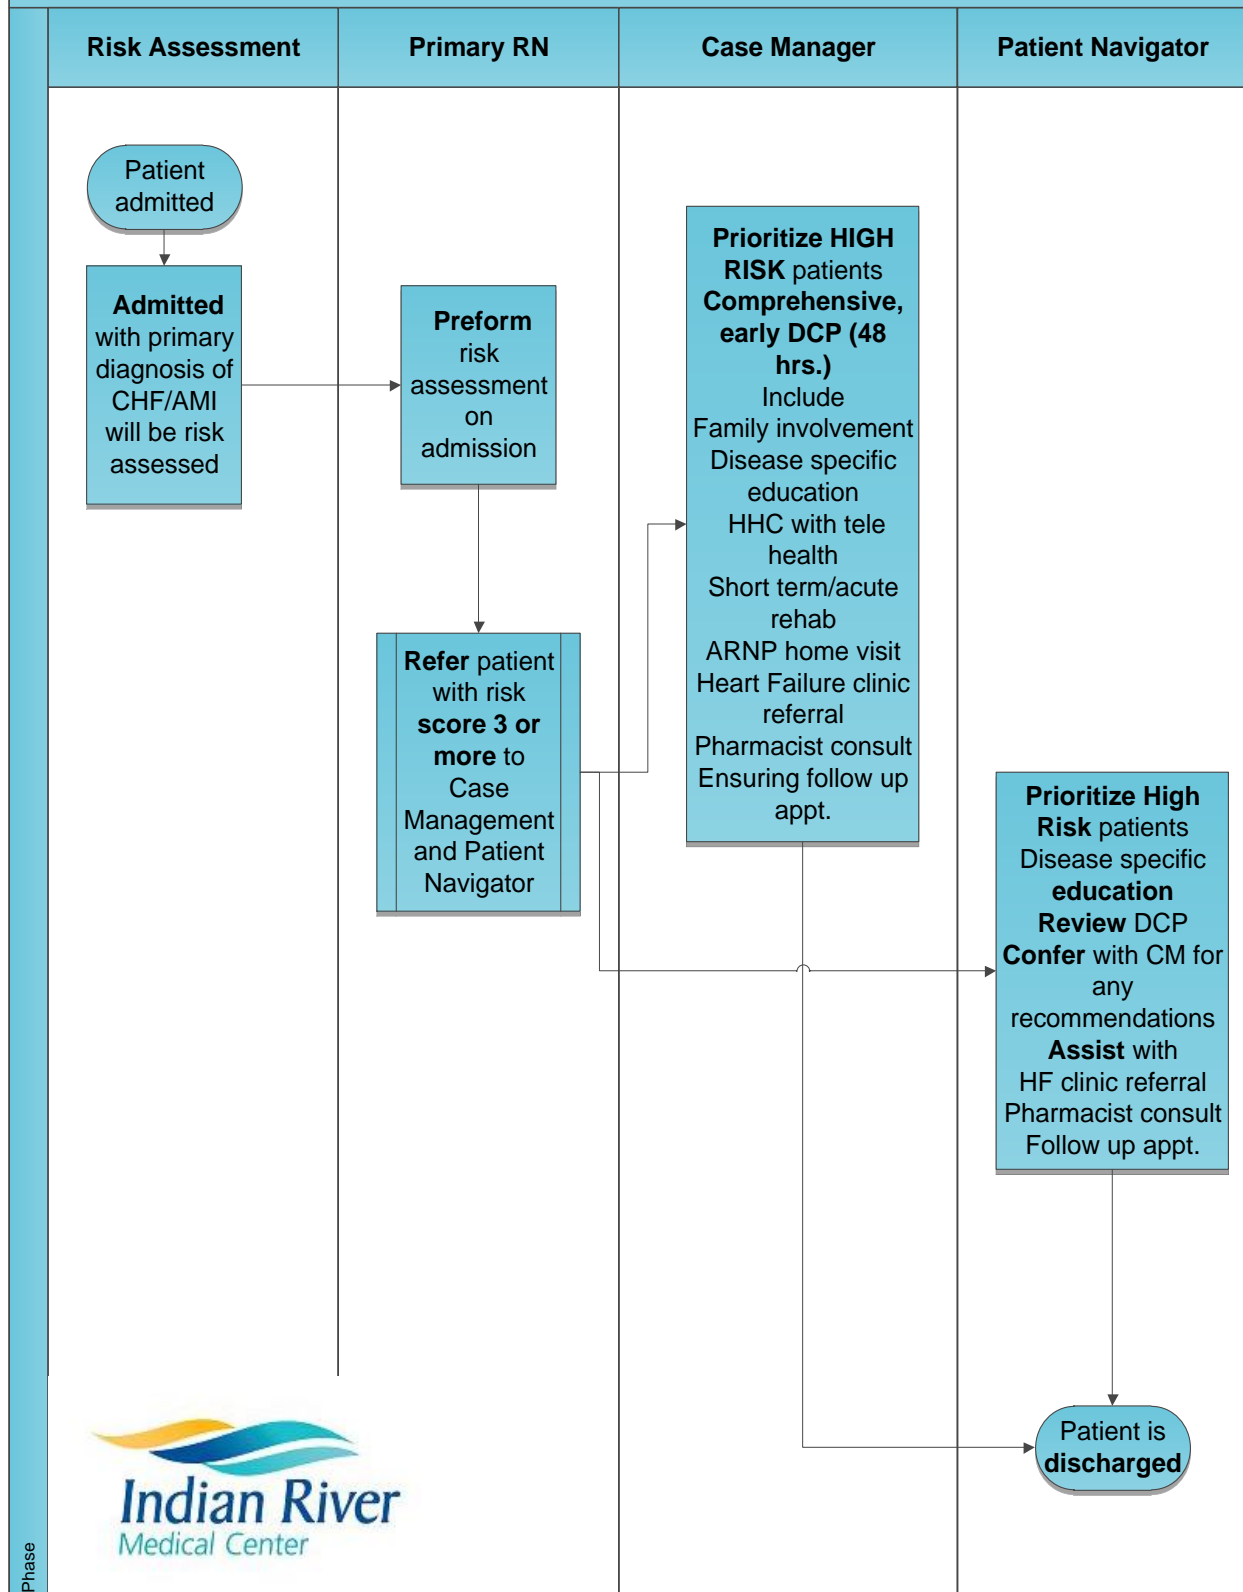 Risk Assessment
Primary RN
Case Manager
Patient Navigator
Patient
admitted
Admitted
with primary
diagnosis of
CHF/AMI
will be risk
assessed
Preform
risk
assessment
on
admission
Refer patient
with risk
score 3 or
more to
Case
Management
and Patient
Navigator
Prioritize HIGH
RISK patients
Comprehensive,
early DCP (48
hrs.)
Include
Family involvement
Disease specific
education
HHC with tele
health
Short term/acute
rehab
ARNP home visit
Heart Failure clinic
referral
Pharmacist consult
Ensuring follow up
appt.
Prioritize High
Risk patients
Disease specific
education
Review DCP
Confer with CM for
any
recommendations
Assist with
HF clinic referral
Pharmacist consult
Follow up appt.
Patient is
discharged
Indian River
Medical Center
Phase